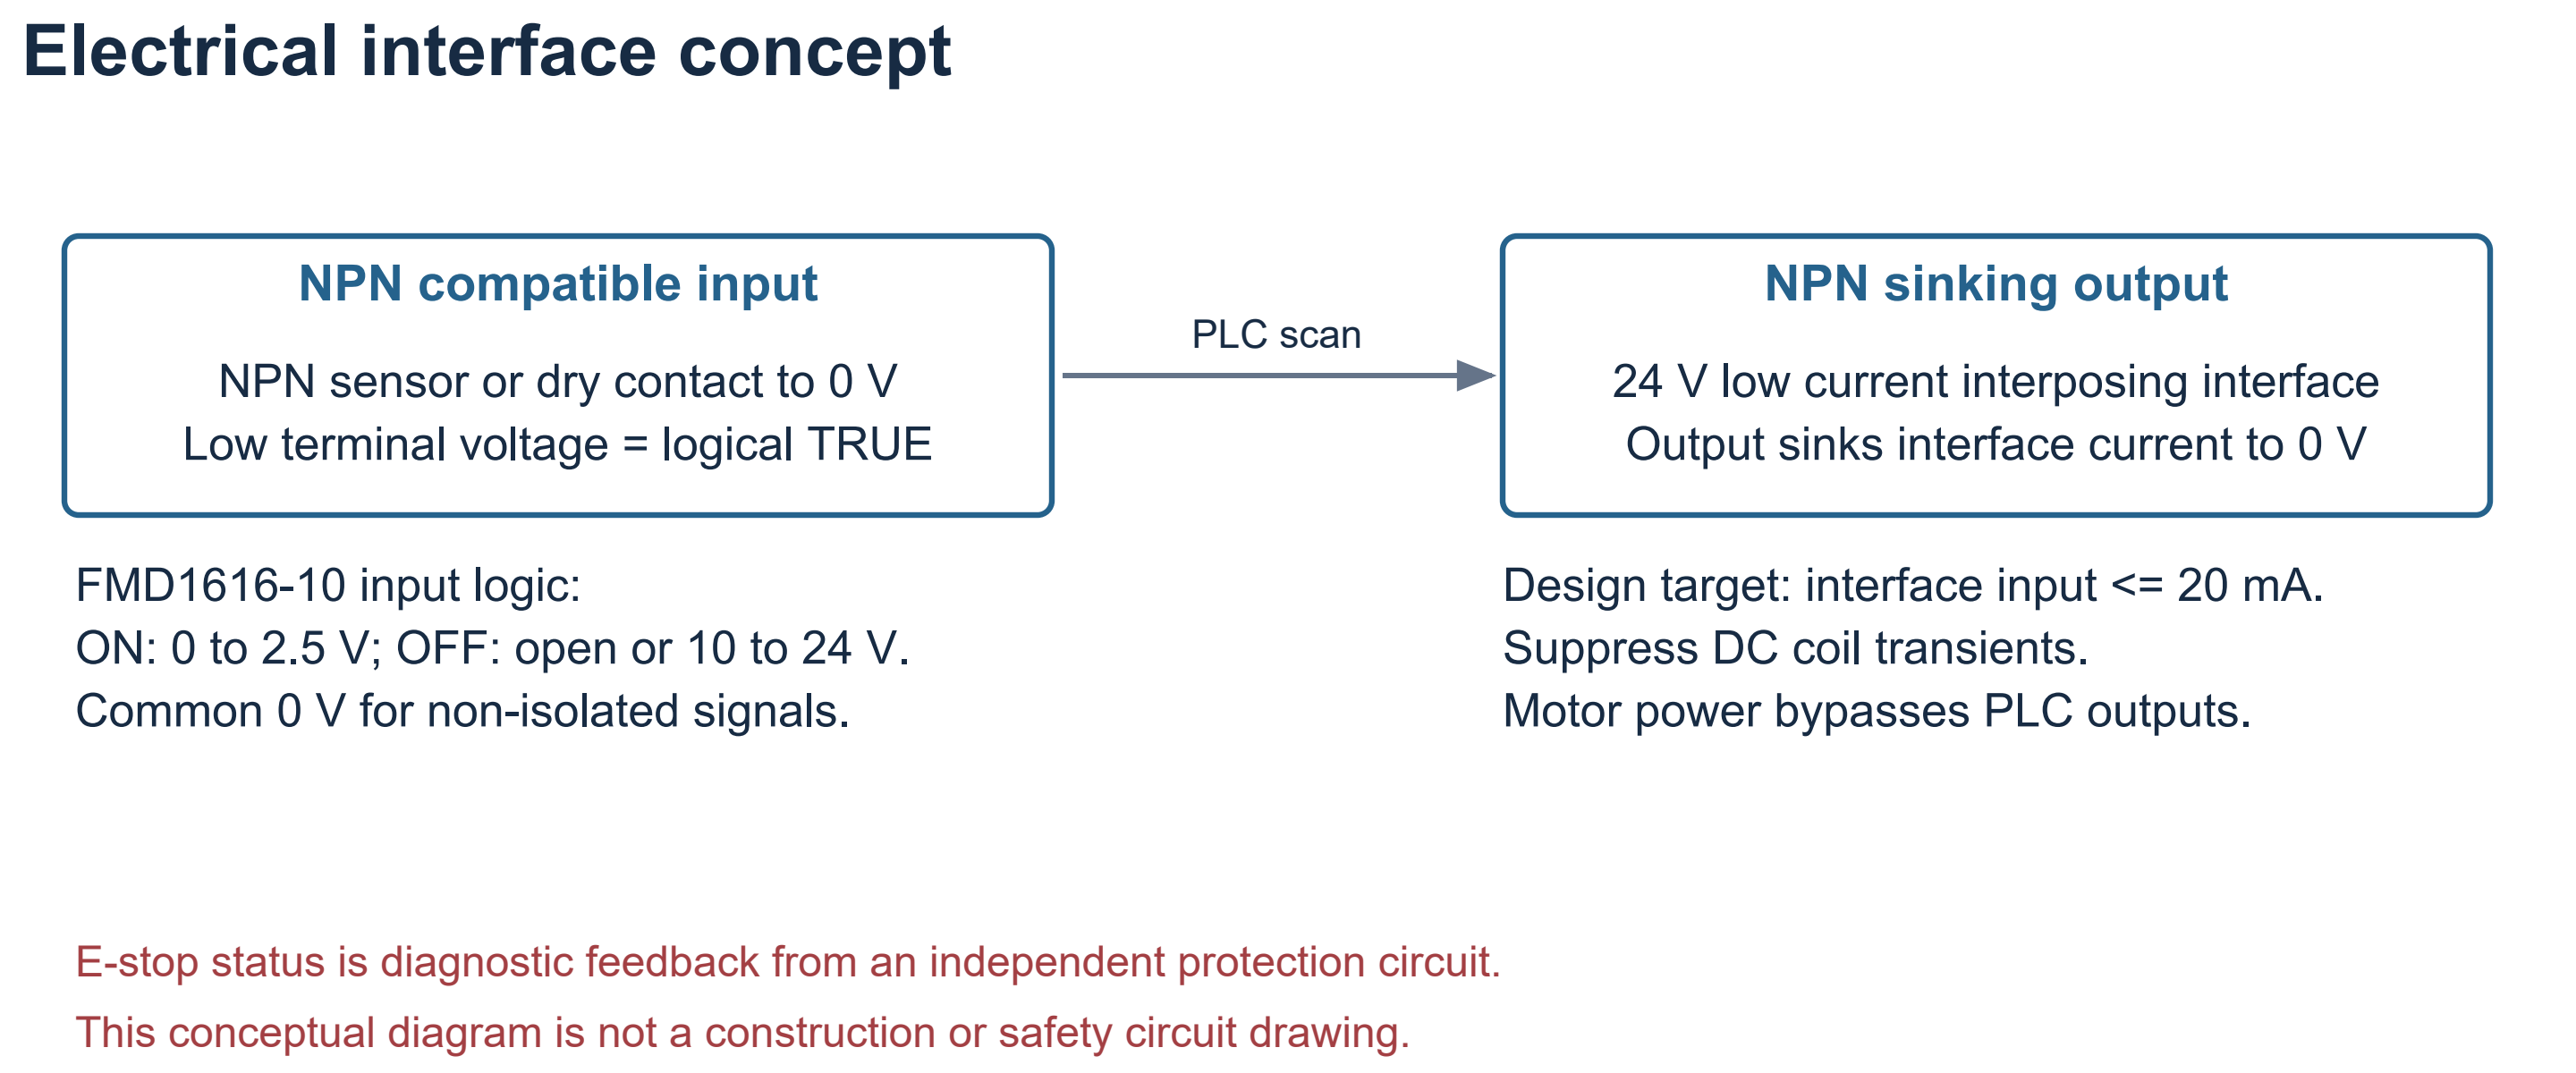 Electrical interface concept
NPN compatible input
NPN sensor or dry contact to 0 V
Low terminal voltage = logical TRUE
PLC scan
NPN sinking output
24 V low current interposing interface
Output sinks interface current to 0 V
FMD1616-10 input logic:
ON: 0 to 2.5 V; OFF: open or 10 to 24 V.
Common 0 V for non-isolated signals.
Design target: interface input <= 20 mA.
Suppress DC coil transients.
Motor power bypasses PLC outputs.
E-stop status is diagnostic feedback from an independent protection circuit.
This conceptual diagram is not a construction or safety circuit drawing.